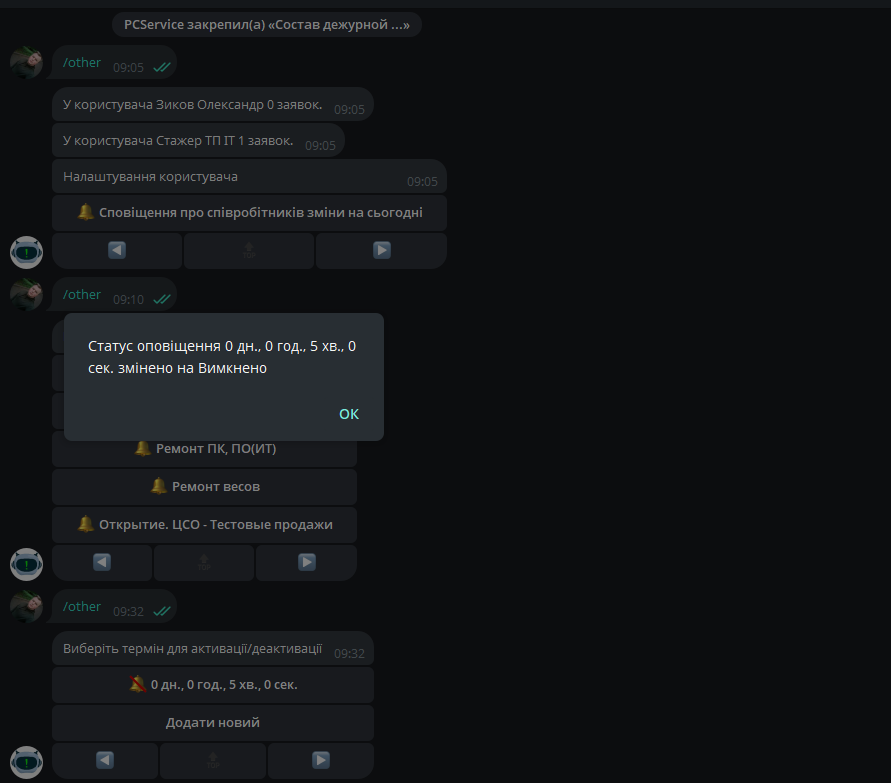 PCService закрепил(а) «Состав дежурной ...»
/other 09:05
У користувача Зиков Олександр 0 заявок. 09:05
У користувача Стажер ТП ІТ 1 заявок. 09:05
Налаштування користувача 09:05
Сповіщення про співробітників зміни на сьогодні
/other 09:10
Статус оповіщення 0 дн., 0 год., 5 хв., 0
сек. змінено на Вимкнено
ОК
Ремонт ПК, ПО(ИТ)
Ремонт весов
Открытие. ЦСО - Тестовые продажи
/other 09:32
Виберіть термін для активації/деактивації 09:32
0 дн., 0 год., 5 хв., 0 сек.
Додати новий